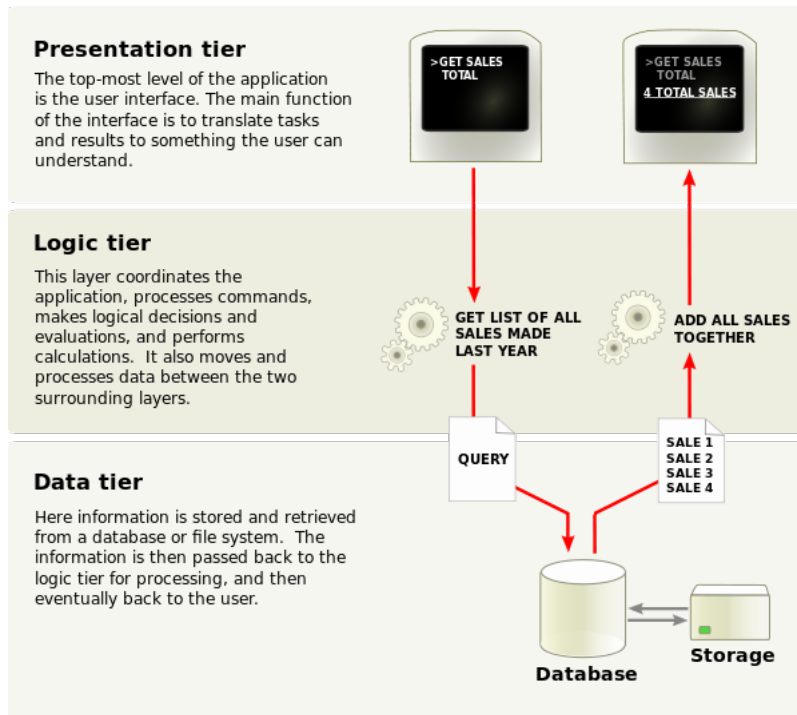 Presentation tier
The top-most level of the application
is the user interface. The main function
of the interface is to translate tasks
and results to something the user can
understand.
>GET SALES
TOTAL
>GET SALES
TOTAL
4 TOTAL SALES
Logic tier
This layer coordinates the
application, processes commands,
makes logical decisions and
evaluations, and performs
calculations.  It also moves and
processes data between the two
surrounding layers.
GET LIST OF ALL
SALES MADE
LAST YEAR
ADD ALL SALES
TOGETHER
QUERY
SALE 1
SALE 2
SALE 3
SALE 4
Data tier
Here information is stored and retrieved
from a database or file system.  The
information is then passed back to the
logic tier for processing, and then
eventually back to the user.
Database
Storage